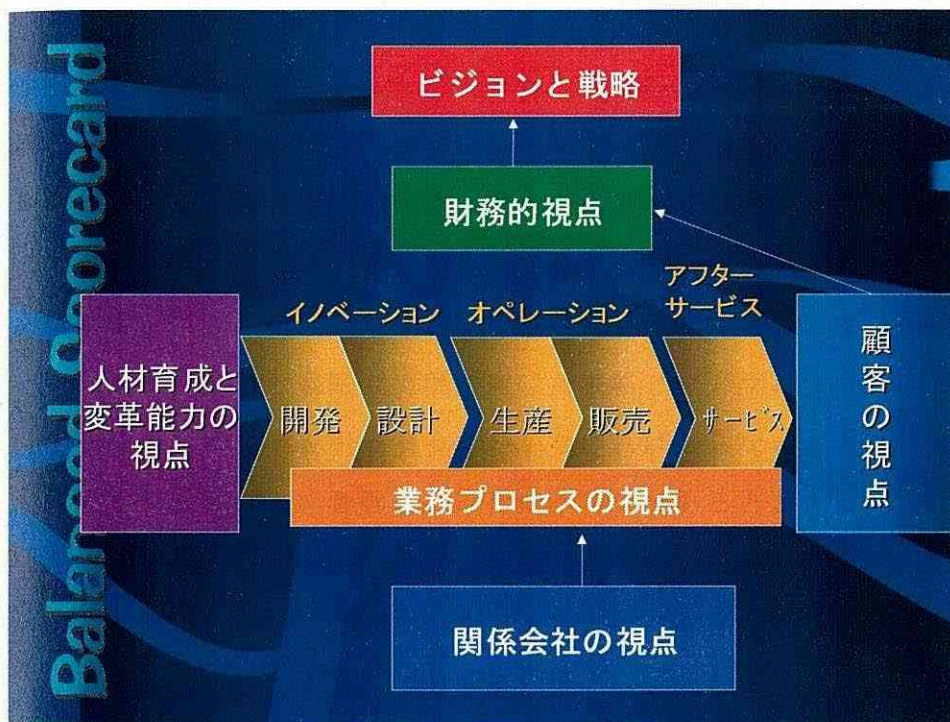 Balanced Scorecard
ビジョンと戦略
財務的視点
イノベーション
オペレーション
アフター
サービス
人材育成と
変革能力の
視点
開発
設計
生産
販売
サービス
顧客の視点
業務プロセスの視点
関係会社の視点